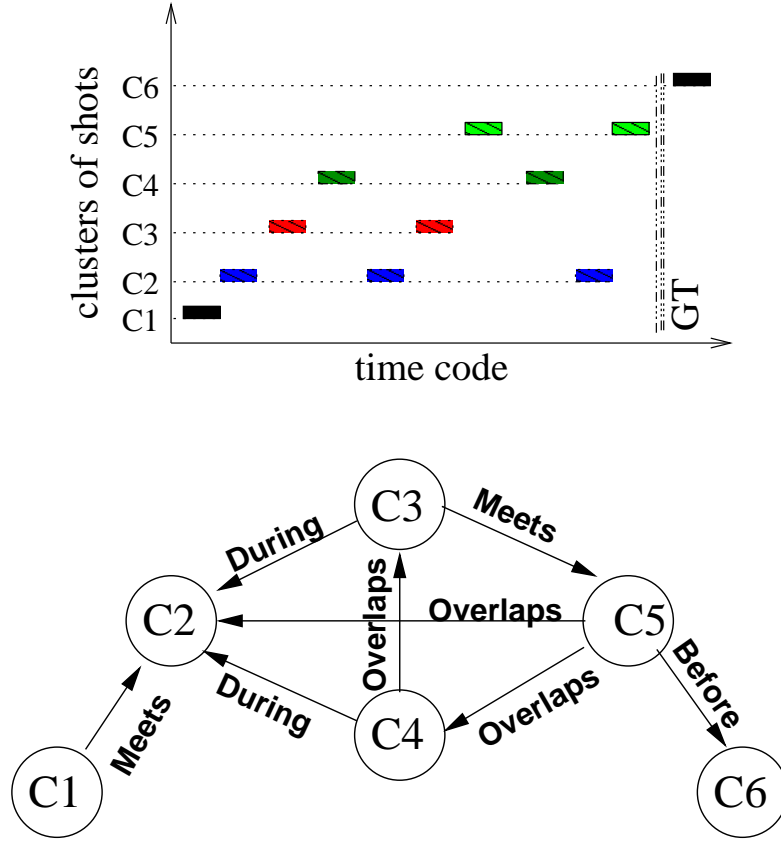 clusters of shots
C6
C5
C4
C3
C2
C1
GT
time code
C3
During
Meets
C2
Overlaps
Overlaps
C5
During
Overlaps
Before
Meets
C4
C1
C6